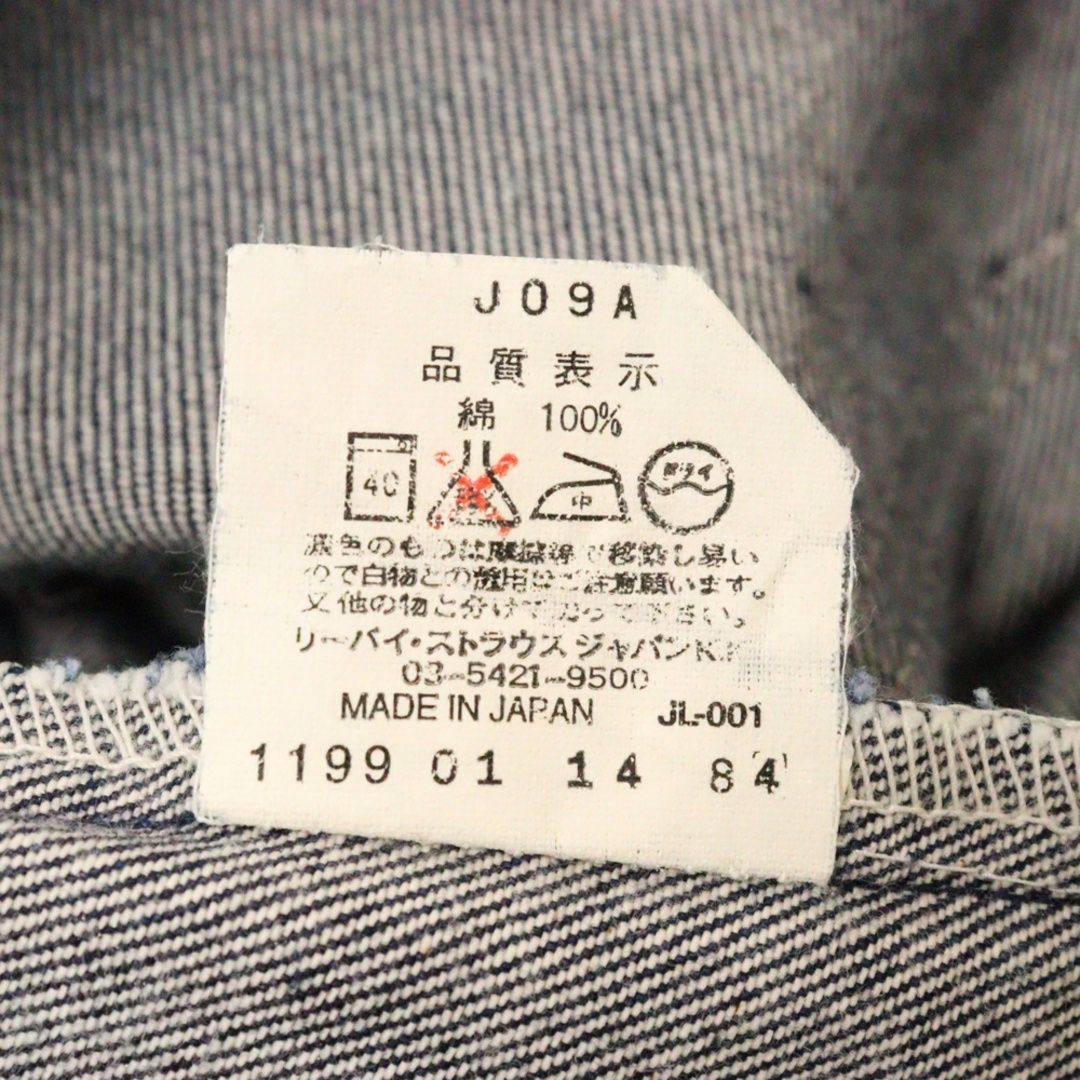 J09A
品質表示
綿 100%
40 中 ドライ
濃色のものは摩擦等で移染し易い
ので白物との着用はご注意願います。
又他の物と分けて洗って下さい。
リーバイ・ストラウス ジャパンK.K
03-5421-9500
MADE IN JAPAN JL-001
1199 01 14 84